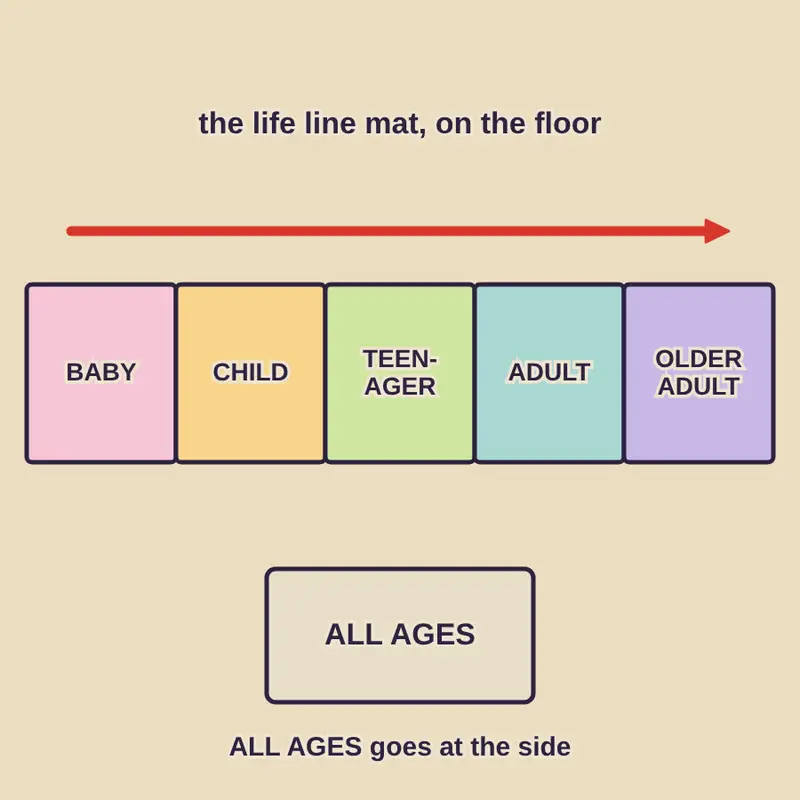 the life line mat, on the floor
BABY
CHILD
TEEN-
AGER
ADULT
OLDER
ADULT
ALL AGES
ALL AGES goes at the side